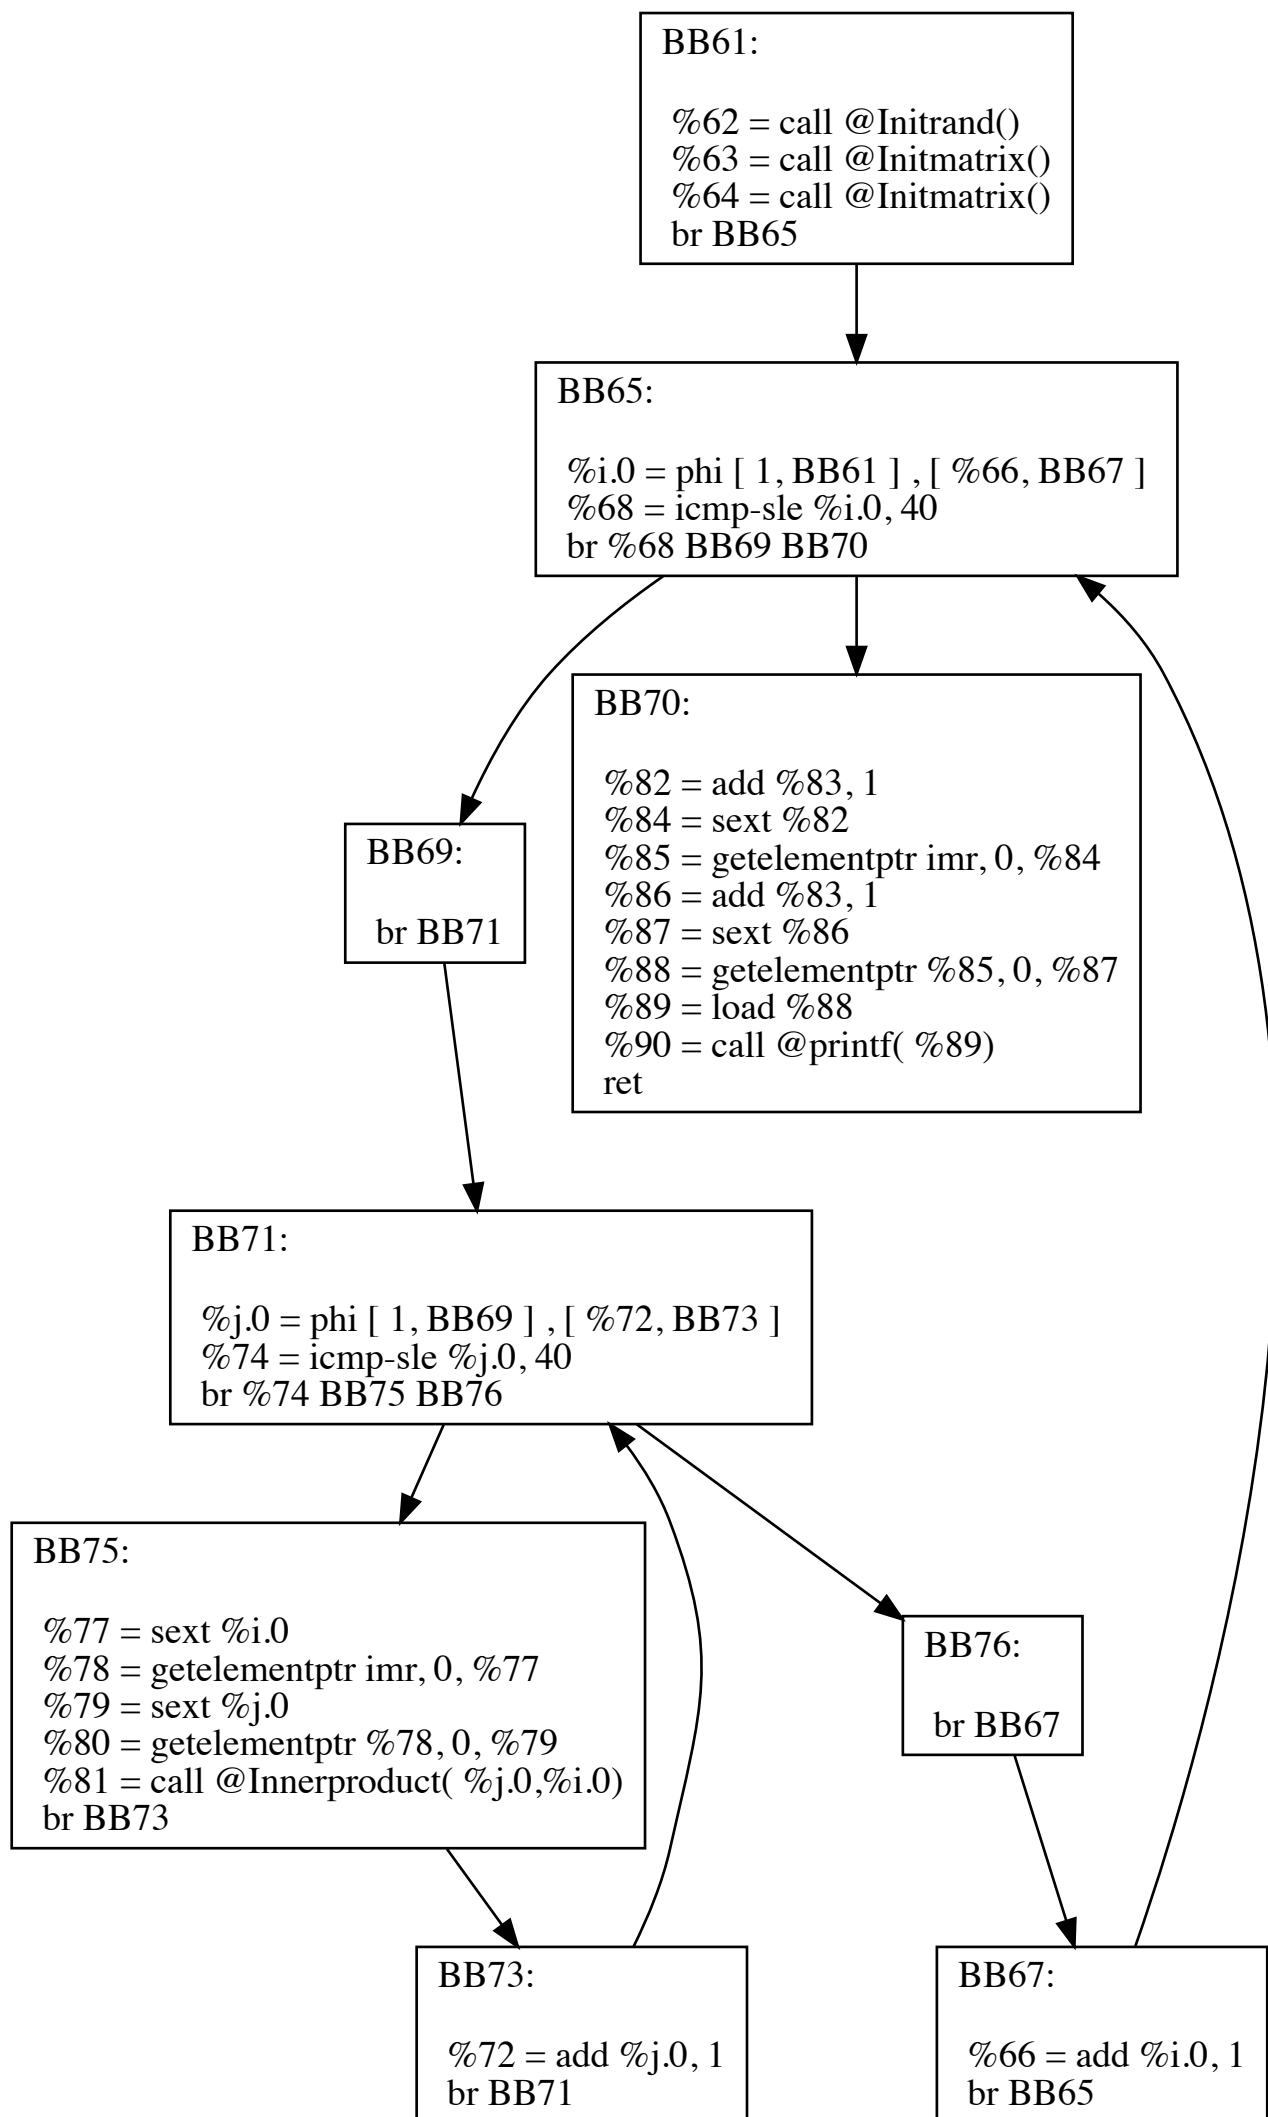 BB61:
%62 = call @Initrand()
%63 = call @Initmatrix()
%64 = call @Initmatrix()
br BB65
BB65:
%i.0 = phi [ 1, BB61 ] , [ %66, BB67 ]
%68 = icmp-sle %i.0, 40
br %68 BB69 BB70
BB70:
%82 = add %83, 1
%84 = sext %82
%85 = getelementptr imr, 0, %84
%86 = add %83, 1
%87 = sext %86
%88 = getelementptr %85, 0, %87
%89 = load %88
%90 = call @printf( %89)
ret
BB69:
br BB71
BB71:
%j.0 = phi [ 1, BB69 ] , [ %72, BB73 ]
%74 = icmp-sle %j.0, 40
br %74 BB75 BB76
BB75:
%77 = sext %i.0
%78 = getelementptr imr, 0, %77
%79 = sext %j.0
%80 = getelementptr %78, 0, %79
%81 = call @Innerproduct( %j.0,%i.0)
br BB73
BB76:
br BB67
BB73:
%72 = add %j.0, 1
br BB71
BB67:
%66 = add %i.0, 1
br BB65